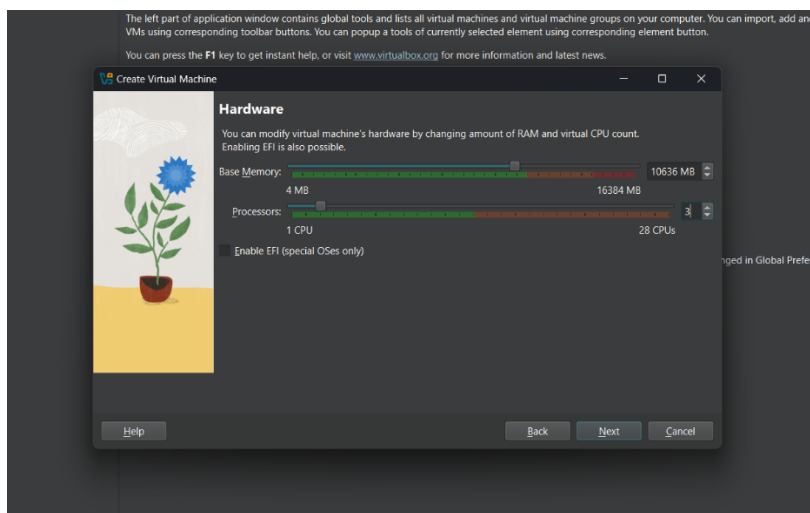 The left part of application window contains global tools and lists all virtual machines and virtual machine groups on your computer. You can import, add and
VMs using corresponding toolbar buttons. You can popup a tools of currently selected element using corresponding element button.
You can press the F1 key to get instant help, or visit www.virtualbox.org for more information and latest news.
Create Virtual Machine
Hardware
You can modify virtual machine's hardware by changing amount of RAM and virtual CPU count.
Enabling EFI is also possible.
Base Memory: 10636 MB
4 MB 16384 MB
Processors: 3
1 CPU 28 CPUs
Enable EFI (special OSes only)
nged in Global Prefe
Help Back Next Cancel